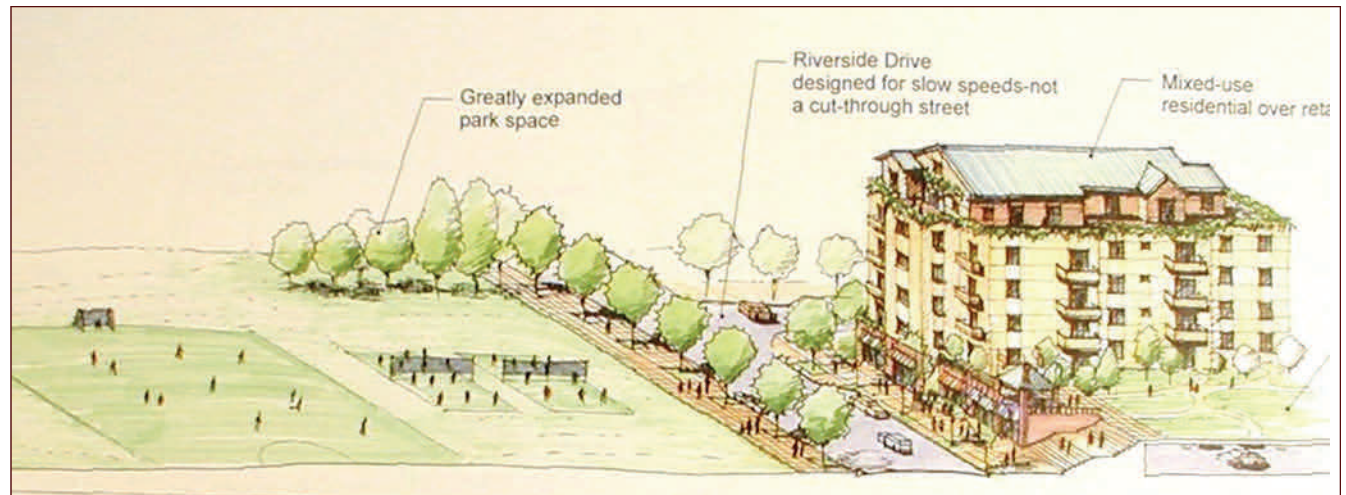 Greatly expanded
park space
Riverside Drive
designed for slow speeds-not
a cut-through street
Mixed-use
residential over reta